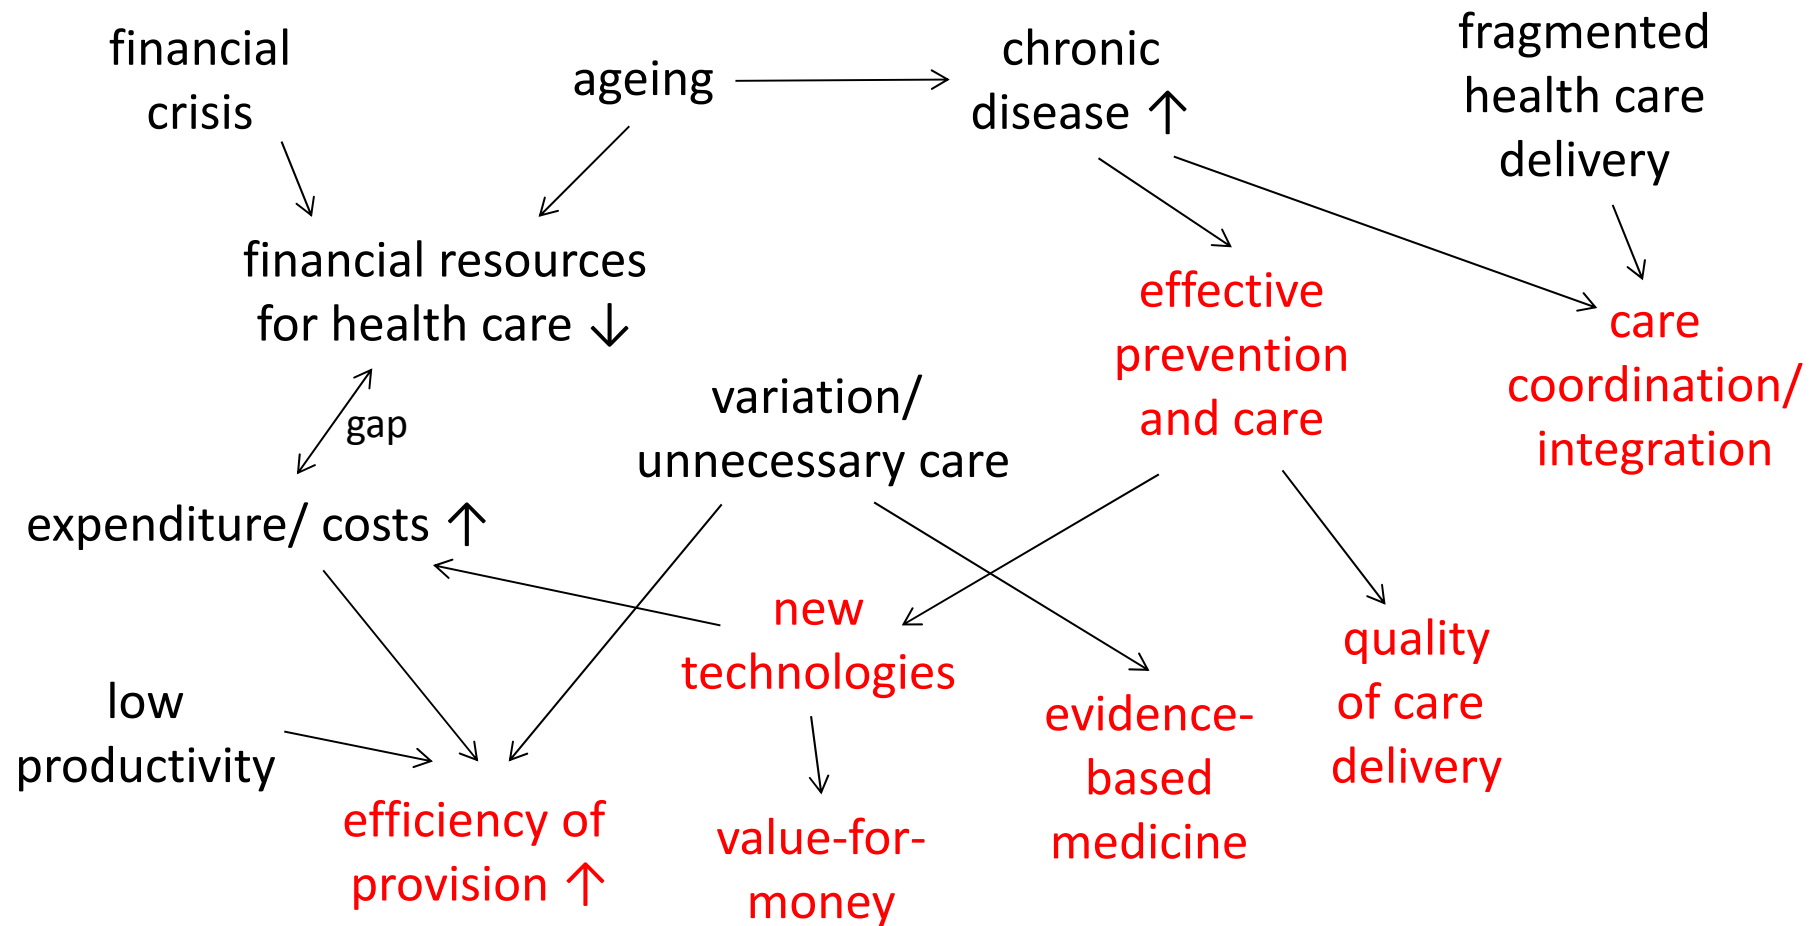 financial
crisis
ageing
chronic
disease ↑
fragmented
health care
delivery
financial resources
for health care ↓
gap
expenditure/ costs ↑
variation/
unnecessary care
effective
prevention
and care
care
coordination/
integration
low
productivity
new
technologies
quality
of care
delivery
efficiency of
provision ↑
value-for-
money
evidence-
based
medicine